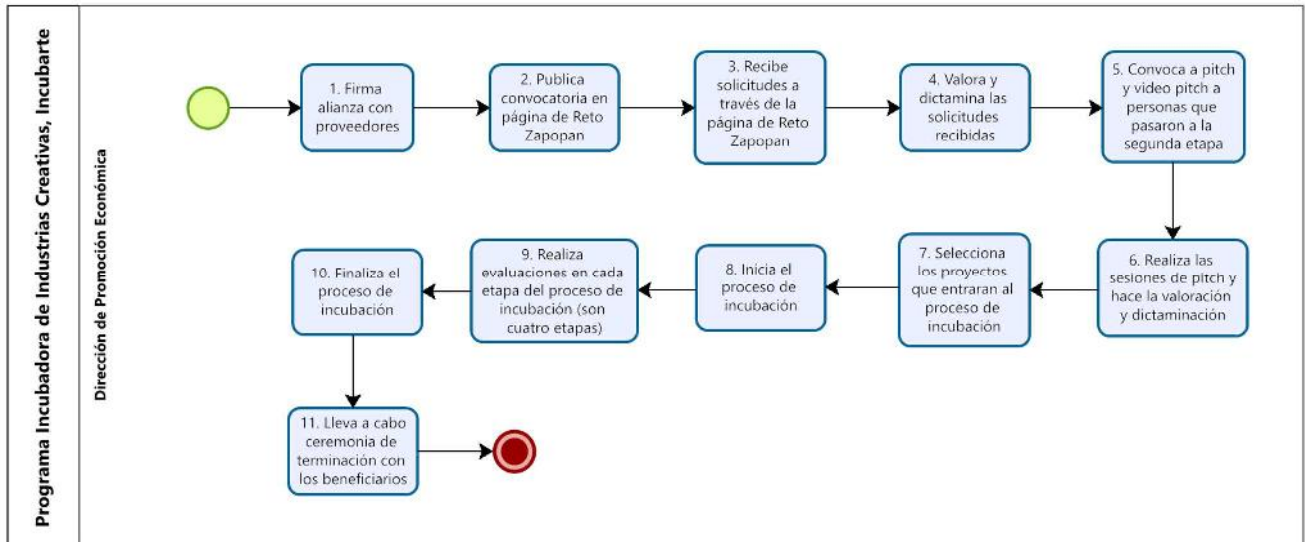 Programa Incubadora de Industrias Creativas, Incubarte
Dirección de Promoción Económica
1. Firma
alianza con
proveedores
2. Publica
convocatoria en
página de Reto
Zapopan
3. Recibe
solicitudes a
través de la
página de Reto
Zapopan
4. Valora y
dictamina las
solicitudes
recibidas
5. Convoca a pitch
y video pitch a
personas que
pasaron a la
segunda etapa
6. Realiza las
sesiones de pitch y
hace la valoración
y dictaminación
7. Selecciona
los proyectos
que entraran al
proceso de
incubación
8. Inicia el
proceso de
incubación
9. Realiza
evaluaciones en cada
etapa del proceso de
incubación (son
cuatro etapas)
10. Finaliza el
proceso de
incubación
11. Lleva a cabo
ceremonia de
terminación con
los beneficiarios